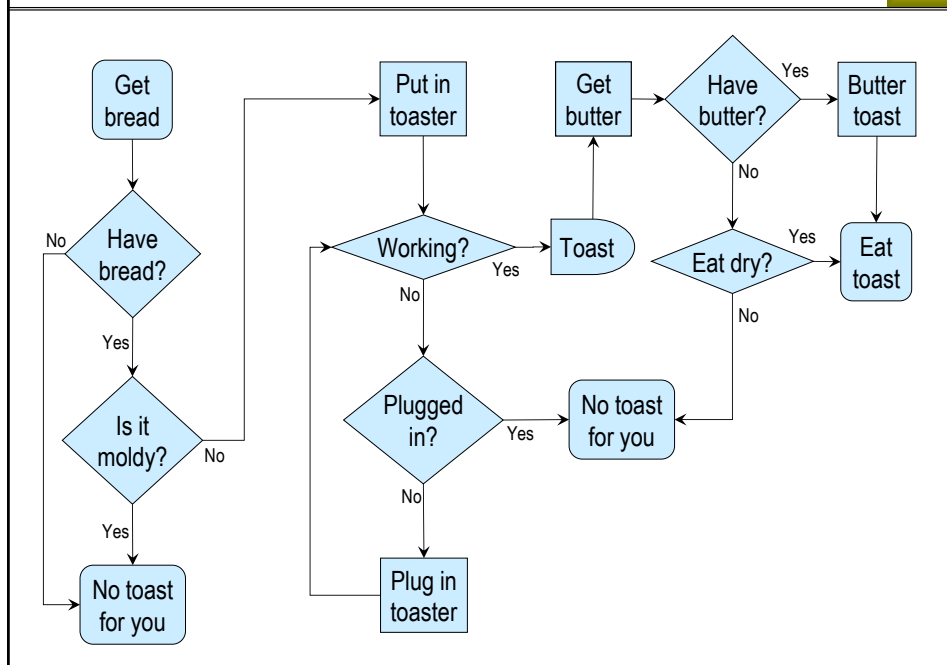 Get
bread
Have
bread?
No
Yes
Is it
moldy?
No
Yes
No toast
for you
Put in
toaster
Working?
Yes
No
Plugged
in?
Yes
No
Plug in
toaster
Toast
Get
butter
Have
butter?
Yes
No
Butter
toast
Eat dry?
Yes
No
Eat
toast
No toast
for you